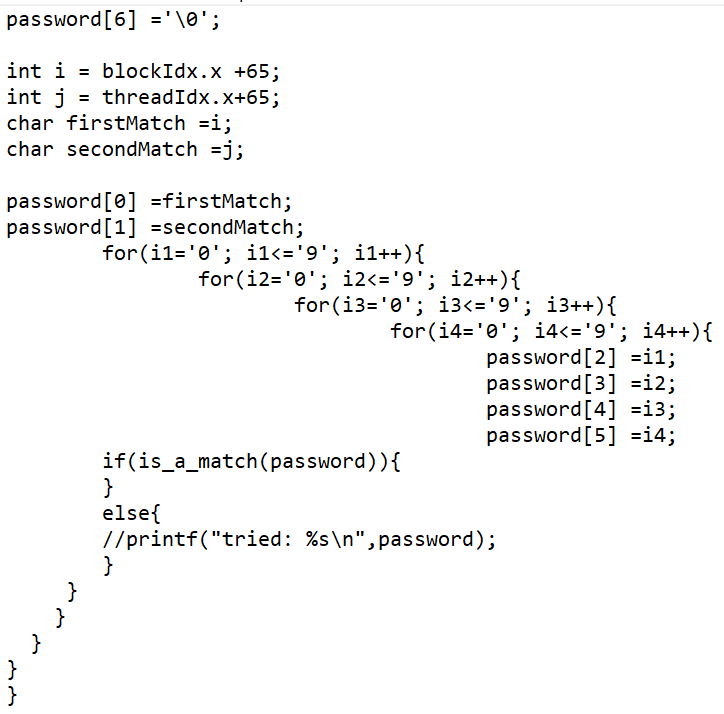 password[6] ='\0';
int i = blockIdx.x +65;
int j = threadIdx.x+65;
char firstMatch =i;
char secondMatch =j;
password[0] =firstMatch;
password[1] =secondMatch;
for(i1='0'; i1<='9'; i1++){
for(i2='0'; i2<='9'; i2++){
for(i3='0'; i3<='9'; i3++){
for(i4='0'; i4<='9'; i4++){
password[2] =i1;
password[3] =i2;
password[4] =i3;
password[5] =i4;
if(is_a_match(password)){
}
else{
//printf("tried: %s\n",password);
}
}
}
}
}
}